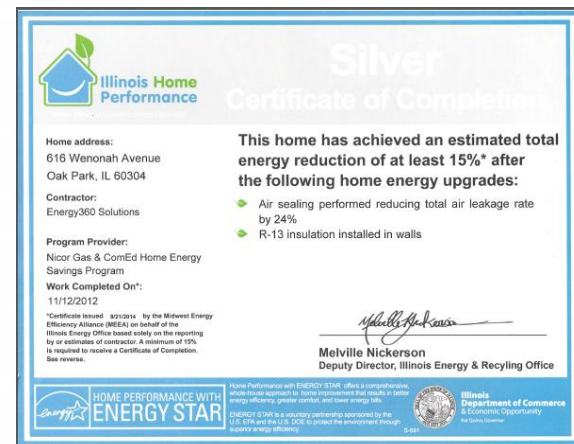 Illinois Home
Performance
Silver
Certificate of Completion
Home address:
616 Wenonah Avenue
Oak Park, IL 60304
Contractor:
Energy360 Solutions
Program Provider:
Nicor Gas & ComEd Home Energy
Savings Program
Work Completed On*:
11/12/2012
*Certificate issued 8/21/2014 by the Midwest Energy
Efficiency Alliance (MEEA) on behalf of the
Illinois Energy Office based solely on the reporting
by or estimates of contractor. A minimum of 15%
is required to receive a Certificate of Completion.
See reverse.
This home has achieved an estimated total
energy reduction of at least 15%* after
the following home energy upgrades:
Air sealing performed reducing total air leakage rate
by 24%
R-13 insulation installed in walls
Melville Nickerson
Melville Nickerson
Deputy Director, Illinois Energy & Recyling Office
energy
HOME PERFORMANCE WITH
ENERGY STAR
Home Performance with ENERGY STAR offers a comprehensive,
whole-house approach to home improvement that results in better
energy efficiency, greater comfort, and lower energy bills.
ENERGY STAR is a voluntary partnership sponsored by the
U.S. EPA and the U.S. DOE to protect the environment through
superior energy efficiency.
S-691
Illinois
Department of Commerce
& Economic Opportunity
Pat Quinn, Governor